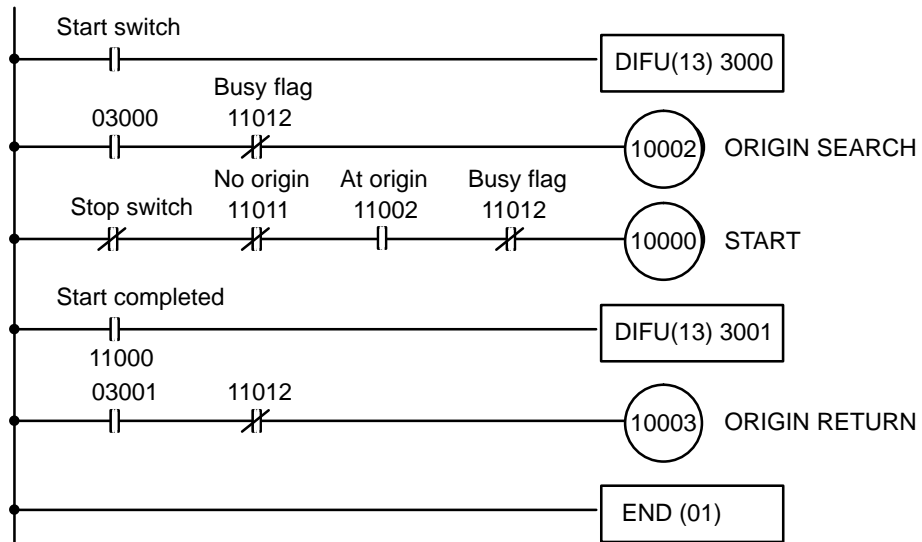 Start switch
DIFU(13) 3000
Busy flag
03000 11012
10002 ORIGIN SEARCH
No origin At origin Busy flag
Stop switch 11011 11002 11012
10000 START
Start completed
DIFU(13) 3001
11000
03001 11012
10003 ORIGIN RETURN
END (01)